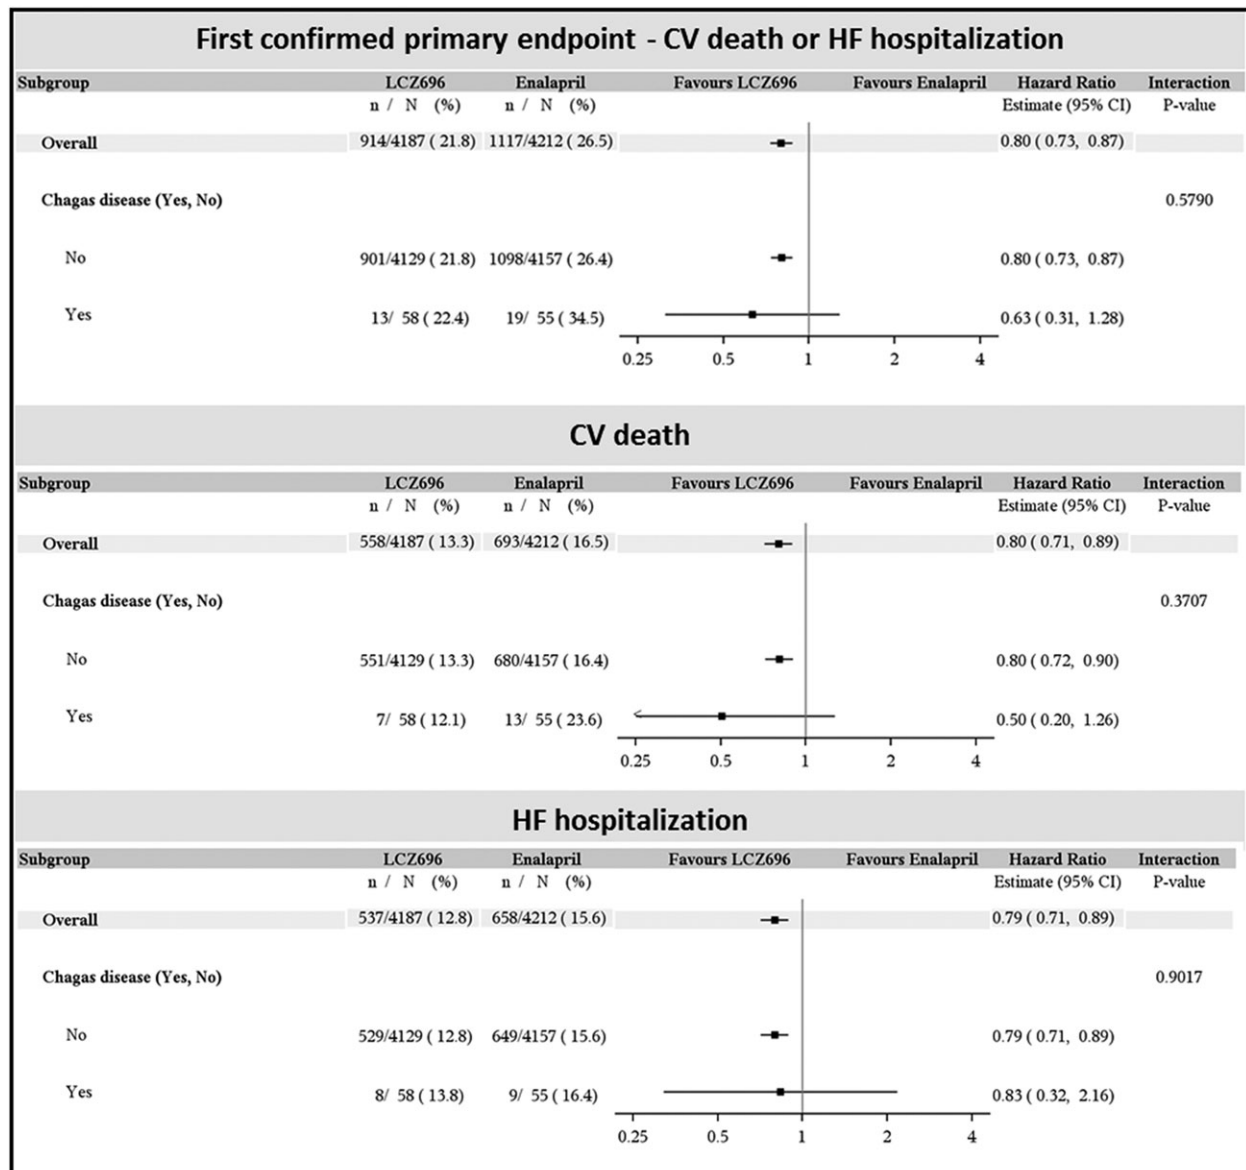 First confirmed primary endpoint - CV death or HF hospitalization
Subgroup LCZ696 Enalapril Favours LCZ696 Favours Enalapril Hazard Ratio Interaction
n / N (%) n / N (%) Estimate (95% CI) P-value
Overall 914/4187 ( 21.8) 1117/4212 ( 26.5) 0.80 ( 0.73, 0.87)
Chagas disease (Yes, No) 0.5790
No 901/4129 ( 21.8) 1098/4157 ( 26.4) 0.80 ( 0.73, 0.87)
Yes 13/ 58 ( 22.4) 19/ 55 ( 34.5) 0.63 ( 0.31, 1.28)
0.25 0.5 1 2 4
CV death
Subgroup LCZ696 Enalapril Favours LCZ696 Favours Enalapril Hazard Ratio Interaction
n / N (%) n / N (%) Estimate (95% CI) P-value
Overall 558/4187 ( 13.3) 693/4212 ( 16.5) 0.80 ( 0.71, 0.89)
Chagas disease (Yes, No) 0.3707
No 551/4129 ( 13.3) 680/4157 ( 16.4) 0.80 ( 0.72, 0.90)
Yes 7/ 58 ( 12.1) 13/ 55 ( 23.6) 0.50 ( 0.20, 1.26)
0.25 0.5 1 2 4
HF hospitalization
Subgroup LCZ696 Enalapril Favours LCZ696 Favours Enalapril Hazard Ratio Interaction
n / N (%) n / N (%) Estimate (95% CI) P-value
Overall 537/4187 ( 12.8) 658/4212 ( 15.6) 0.79 ( 0.71, 0.89)
Chagas disease (Yes, No) 0.9017
No 529/4129 ( 12.8) 649/4157 ( 15.6) 0.79 ( 0.71, 0.89)
Yes 8/ 58 ( 13.8) 9/ 55 ( 16.4) 0.83 ( 0.32, 2.16)
0.25 0.5 1 2 4